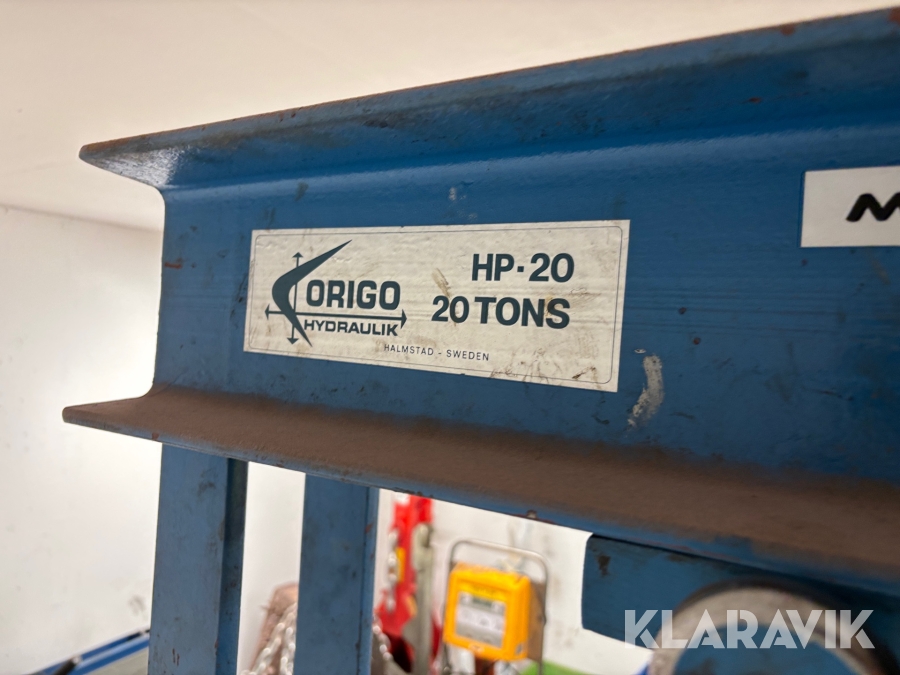 ORIGO
HYDRAULIK
HP·20
20 TONS
HALMSTAD - SWEDEN
KLARAVIK